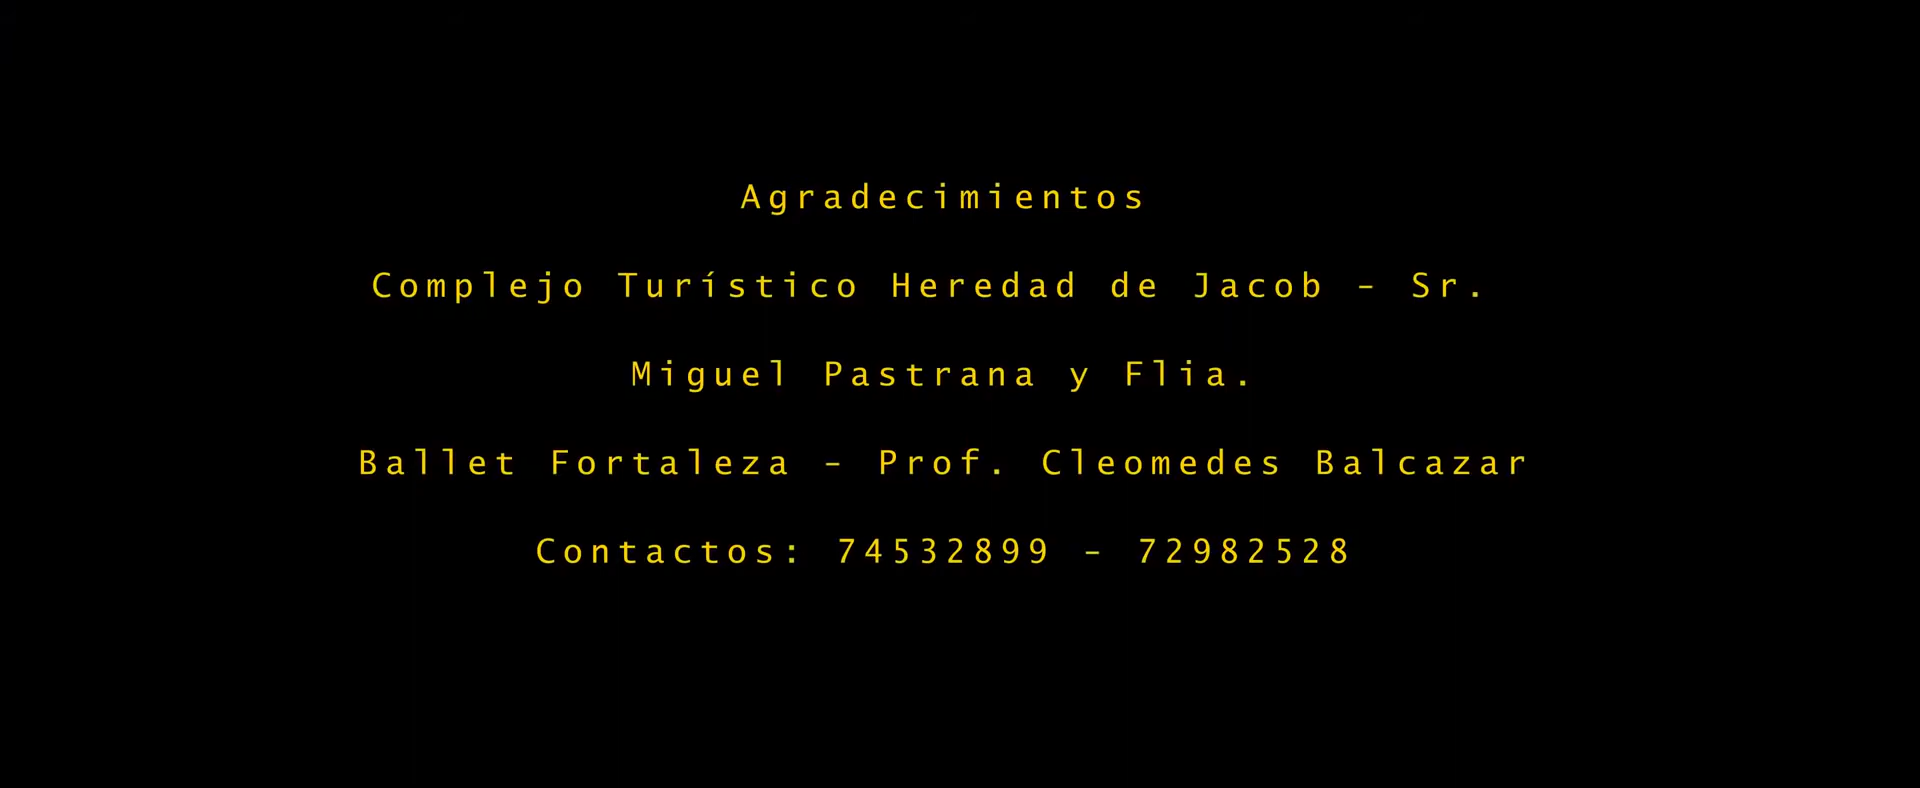 Agradecimientos
Complejo Turístico Heredad de Jacob - Sr.
Miguel Pastrana y Flia.
Ballet Fortaleza - Prof. Cleomedes Balcazar
Contactos: 74532899 - 72982528